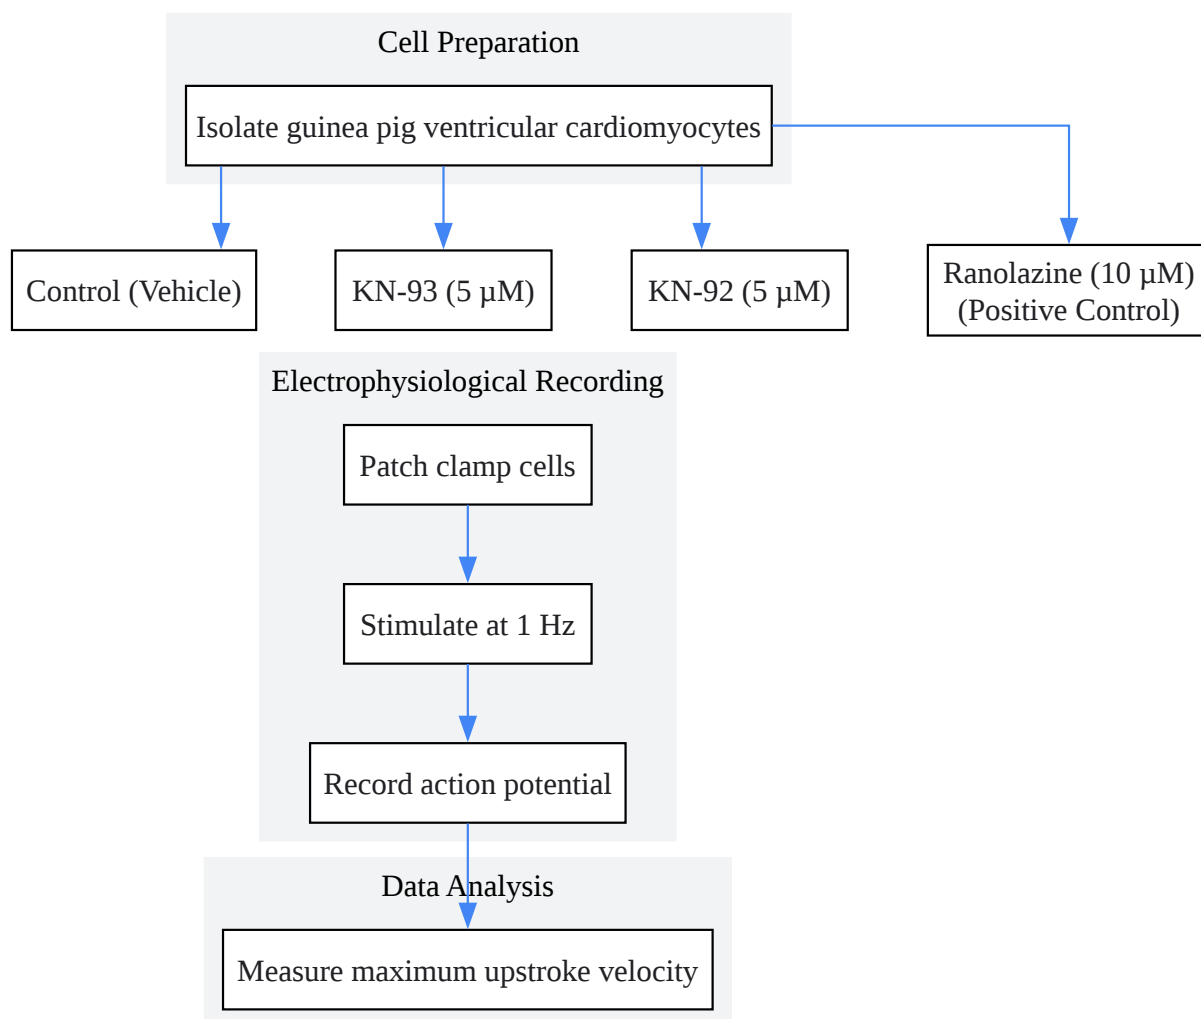 Cell Preparation
Isolate guinea pig ventricular cardiomyocytes
Control (Vehicle)
KN-93 (5 µM)
KN-92 (5 µM)
Ranolazine (10 µM)
(Positive Control)
Electrophysiological Recording
Patch clamp cells
Stimulate at 1 Hz
Record action potential
Data Analysis
Measure maximum upstroke velocity